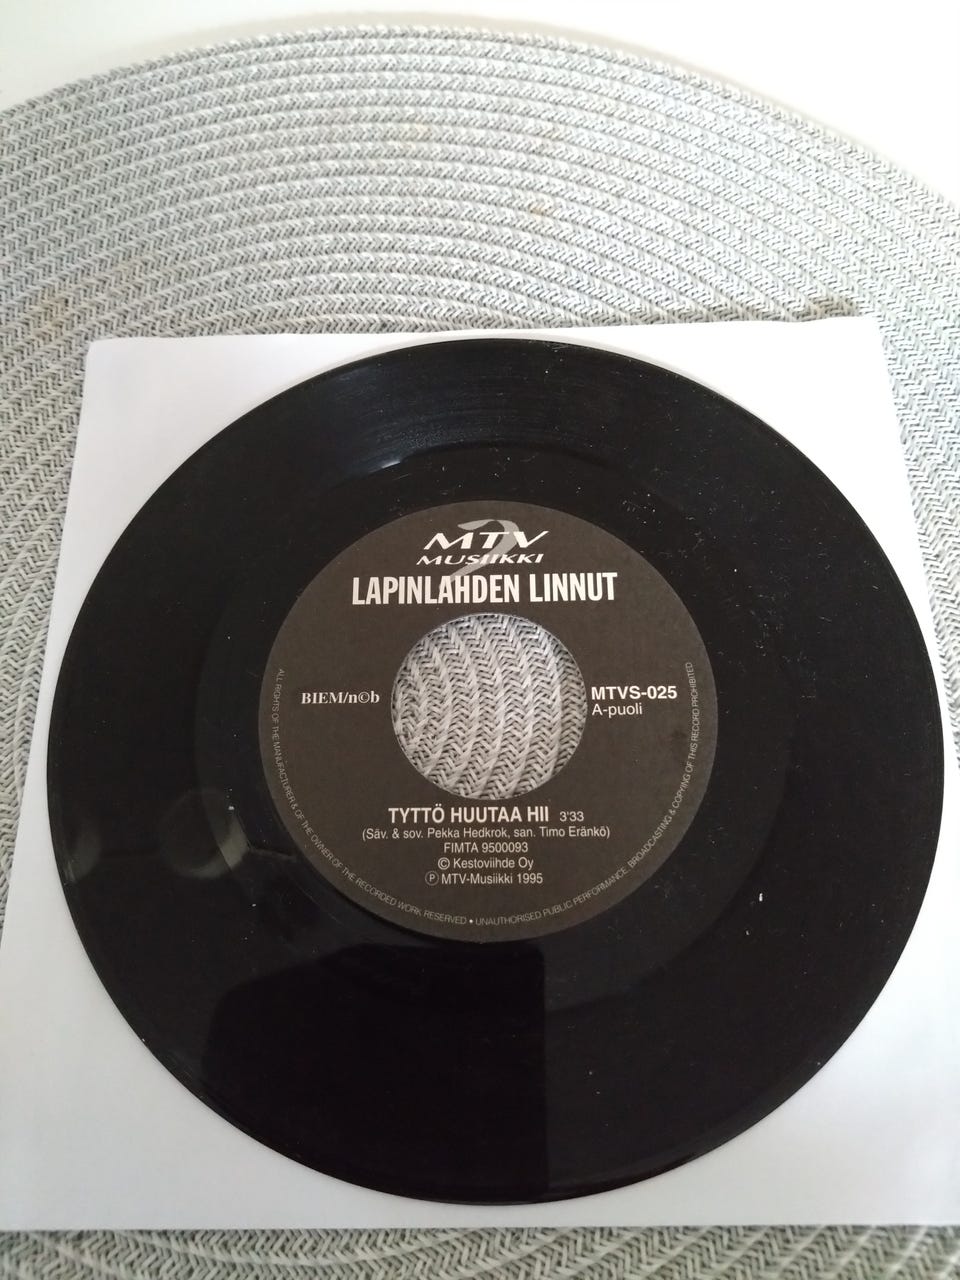 MTV
MUSIIKKI
LAPINLAHDEN LINNUT
BIEM/n©b
MTVS-025
A-puoli
TYTTÖ HUUTAA HII 3'33
(Säv. & sov. Pekka Hedkrok, san. Timo Eränkö)
FIMTA 9500093
© Kestoviihde Oy
Ⓟ MTV-Musiikki 1995
ALL RIGHTS OF THE MANUFACTURER & OF THE OWNER OF THE RECORDED WORK RESERVED • UNAUTHORISED PUBLIC PERFORMANCE, BROADCASTING & COPYING OF THIS RECORD PROHIBITED